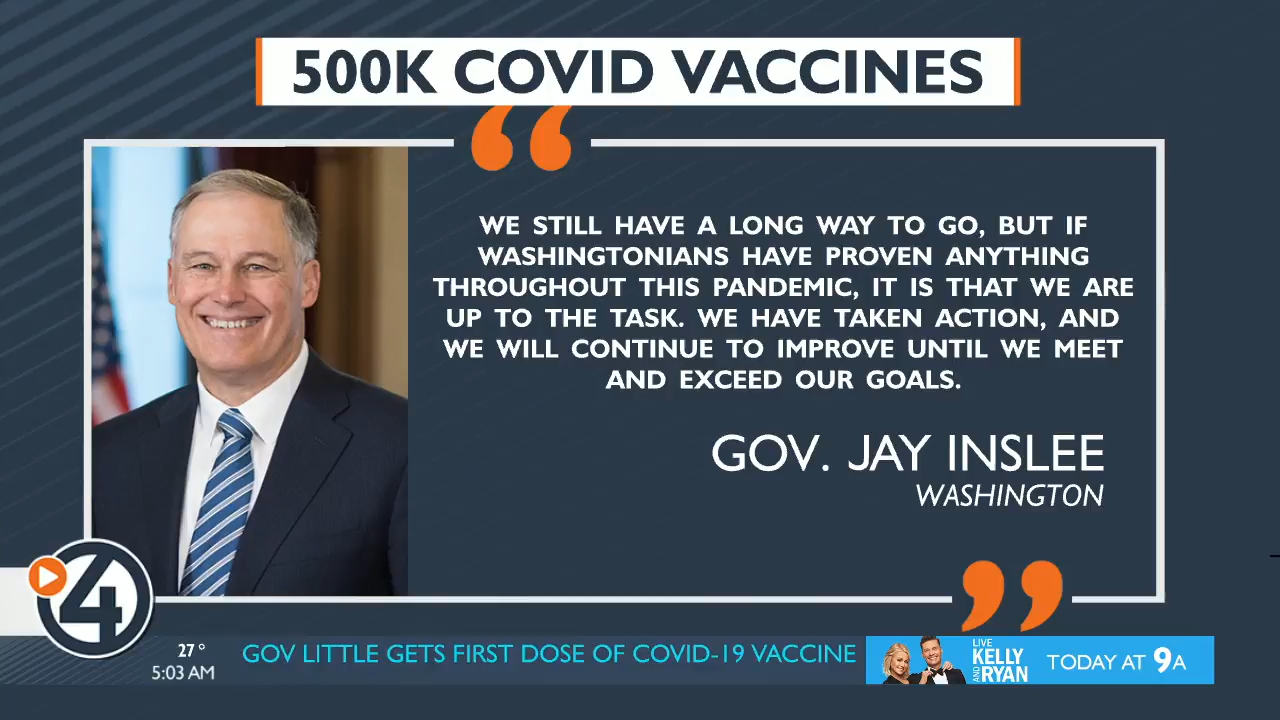 500K COVID VACCINES
“
WE STILL HAVE A LONG WAY TO GO, BUT IF
WASHINGTONIANS HAVE PROVEN ANYTHING
THROUGHOUT THIS PANDEMIC, IT IS THAT WE ARE
UP TO THE TASK. WE HAVE TAKEN ACTION, AND
WE WILL CONTINUE TO IMPROVE UNTIL WE MEET
AND EXCEED OUR GOALS.
GOV. JAY INSLEE
WASHINGTON
”
4
27°
5:03 AM
GOV LITTLE GETS FIRST DOSE OF COVID-19 VACCINE
LIVE
KELLY
AND RYAN
TODAY AT 9A